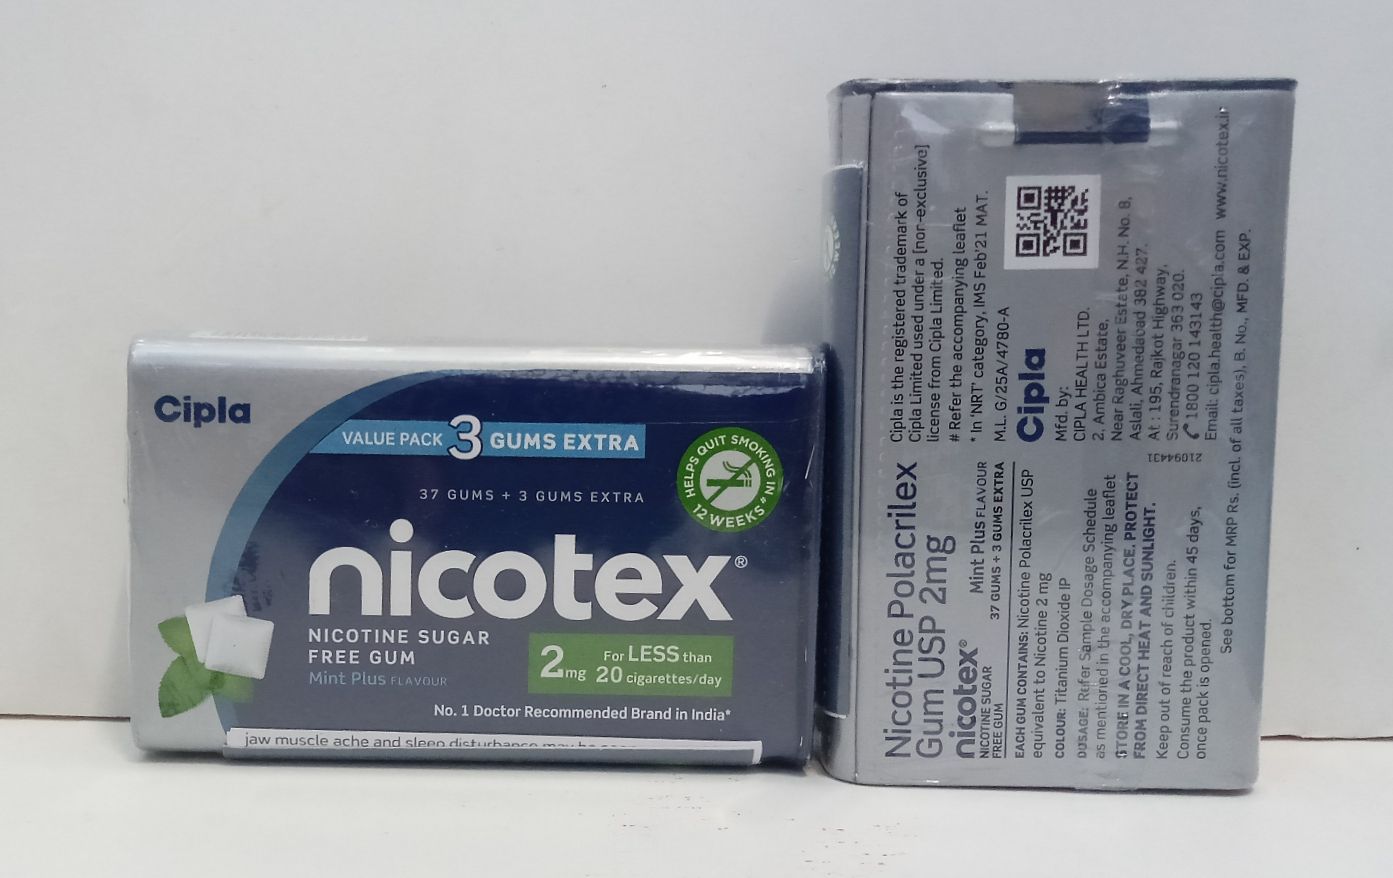 Cipla
VALUE PACK 3 GUMS EXTRA
37 GUMS + 3 GUMS EXTRA
HELPS QUIT SMOKING IN
12 WEEKS#
nicotex®
NICOTINE SUGAR
FREE GUM
Mint Plus FLAVOUR
2mg For LESS than
20 cigarettes/day
No. 1 Doctor Recommended Brand in India*
jaw muscle ache and sleep disturbance may be
Nicotine Polacrilex
Gum USP 2mg
nicotex®
Mint Plus FLAVOUR
NICOTINE SUGAR
FREE GUM
37 GUMS + 3 GUMS EXTRA
EACH GUM CONTAINS: Nicotine Polacrilex USP
equivalent to Nicotine 2 mg
COLOUR: Titanium Dioxide IP
DOSAGE: Refer Sample Dosage Schedule
as mentioned in the accompanying leaflet
STORE IN A COOL, DRY PLACE. PROTECT
FROM DIRECT HEAT AND SUNLIGHT.
Keep out of reach of children.
Consume the product within 45 days,
once pack is opened.
Cipla is the registered trademark of
Cipla Limited used under a [non-exclusive]
license from Cipla Limited.
# Refer the accompanying leaflet
* In 'NRT' category, IMS Feb'21 MAT.
M.L. G/25A/4780-A
Cipla
Mfd. by:
CIPLA HEALTH LTD.
2, Ambica Estate,
Near Raghuveer Estate, N.H. No. 8,
Aslali, Ahmedabad 382 427.
At : 195, Rajkot Highway,
Surendranagar 363 020.
1800 120 143143
Email: cipla.health@cipla.com www.nicotex.in
21094431
See bottom for MRP Rs. (incl. of all taxes), B. No., MFD. & EXP.